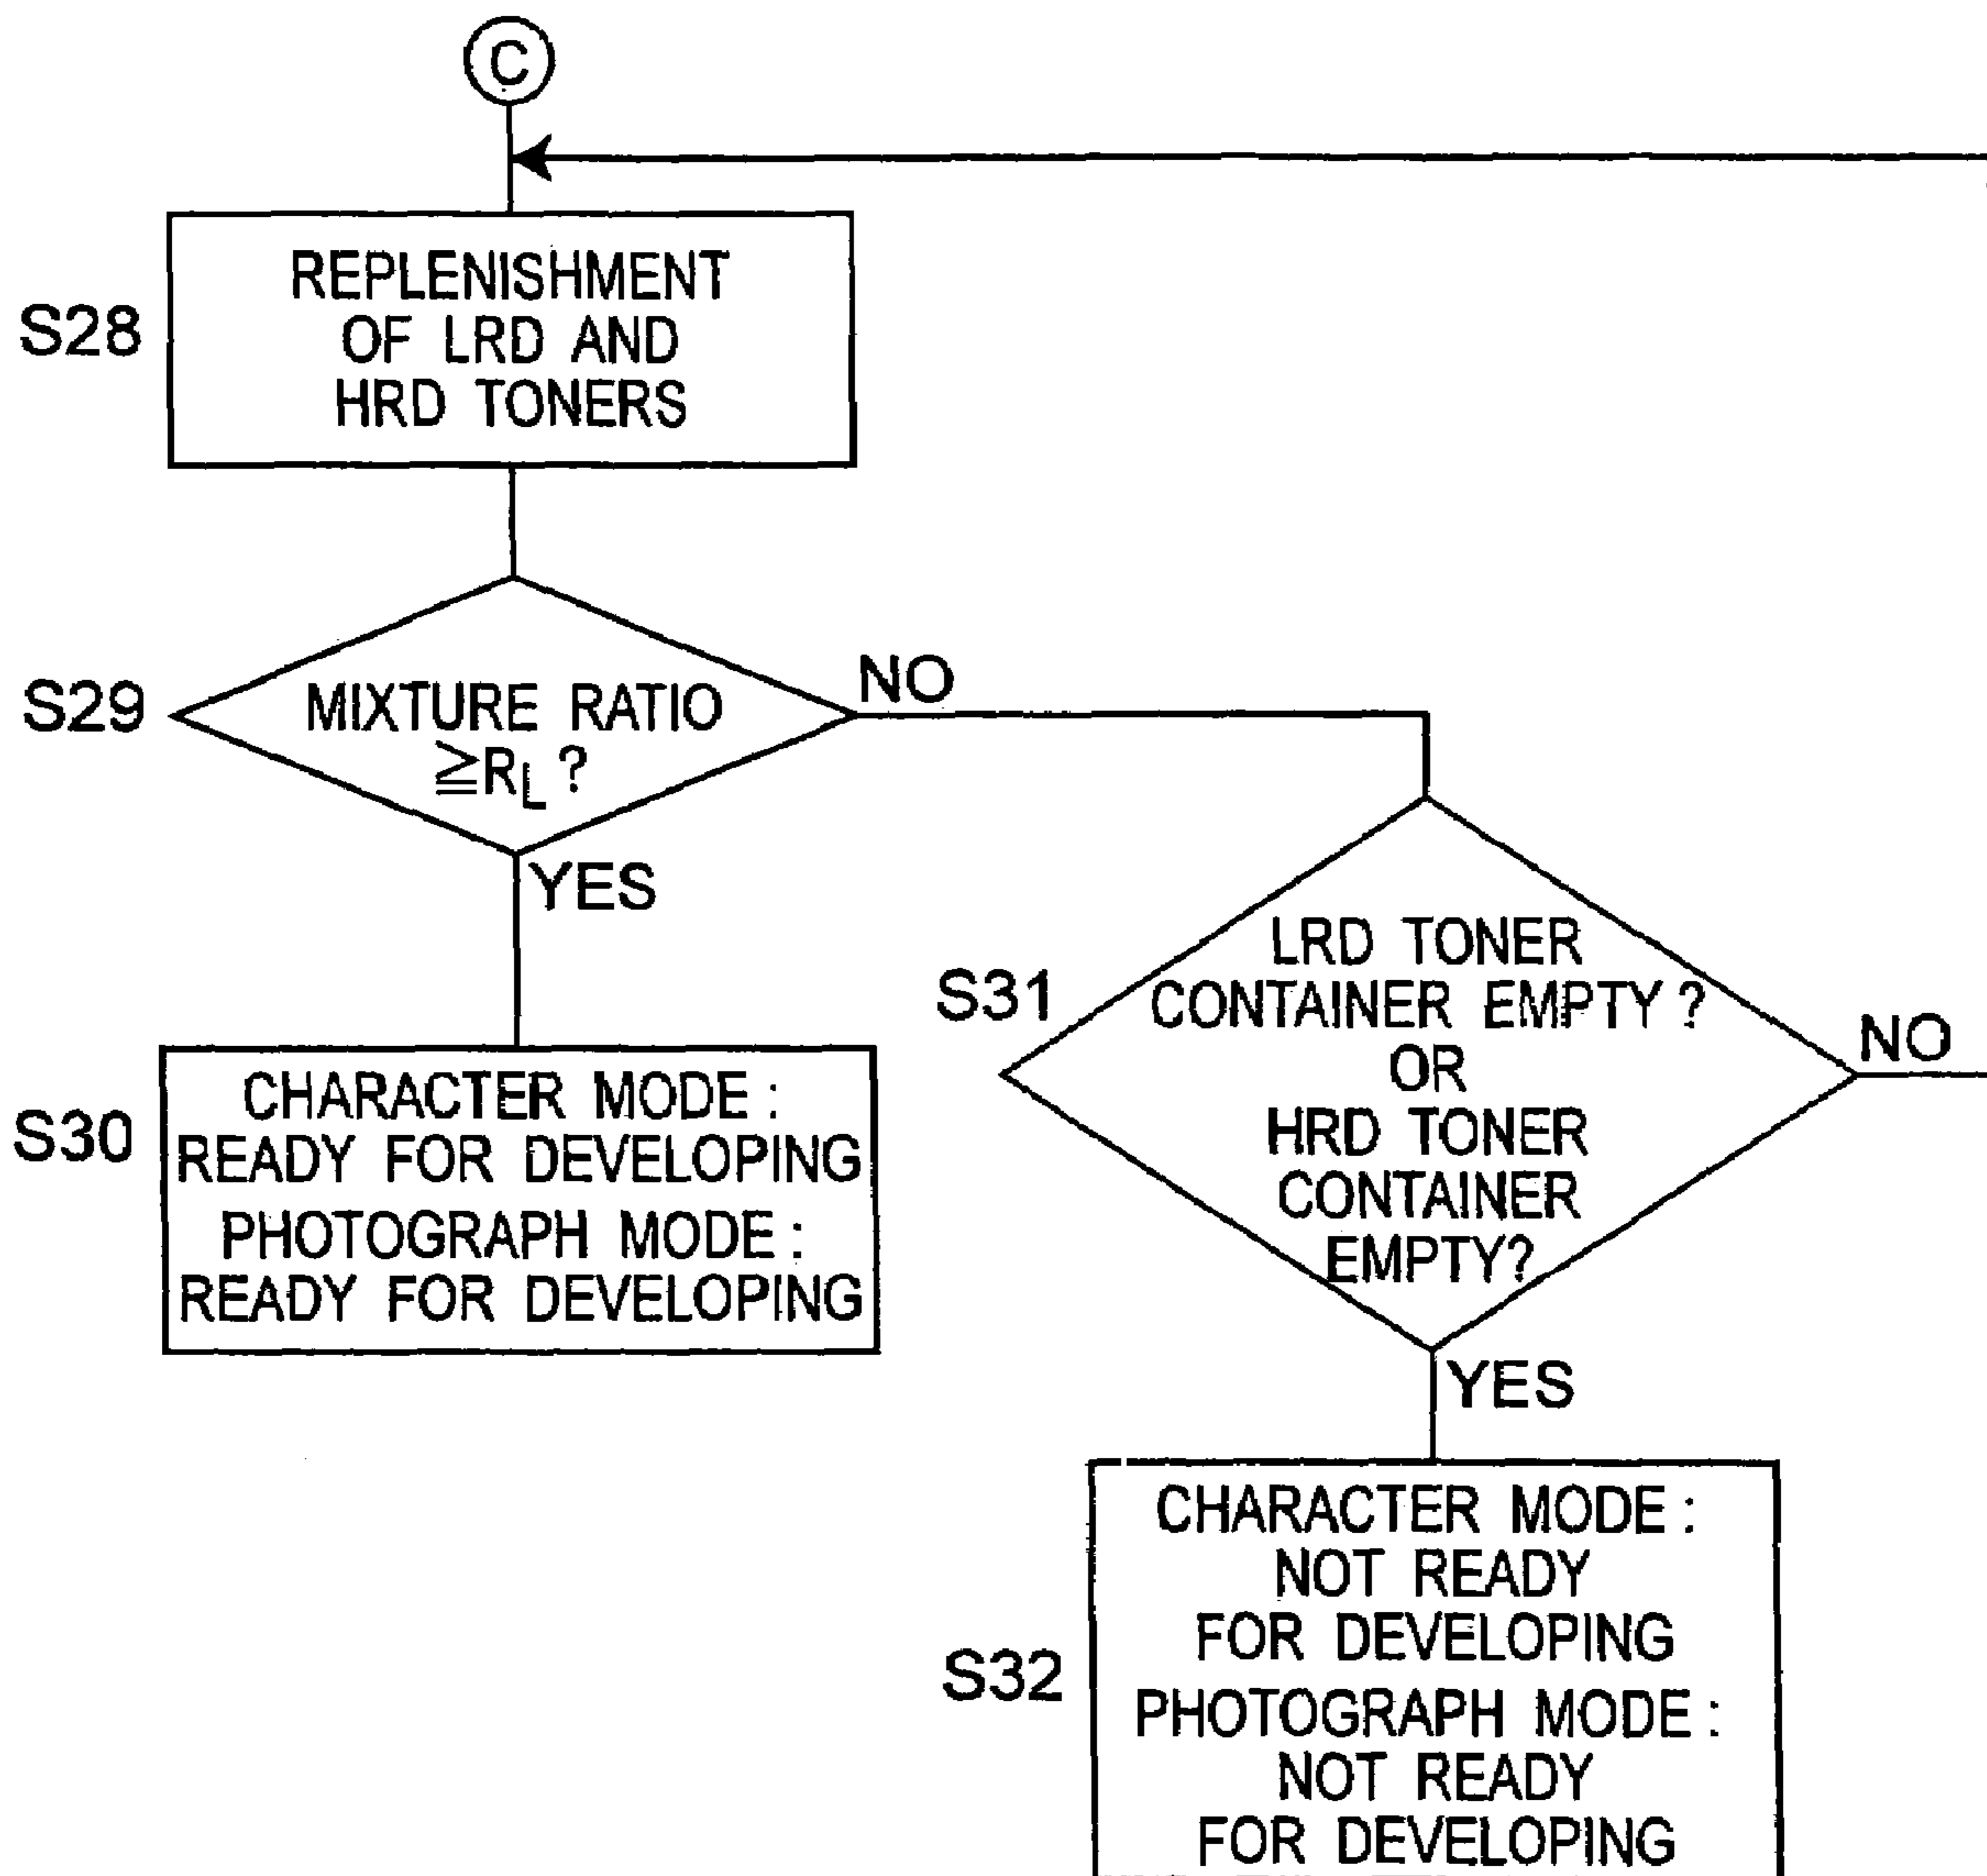 C
S28
REPLENISHMENT
OF LRD AND
HRD TONERS
S29
MIXTURE RATIO
≧RL ?
NO
YES
S30
CHARACTER MODE :
READY FOR DEVELOPING
PHOTOGRAPH MODE :
READY FOR DEVELOPING
S31
LRD TONER
CONTAINER EMPTY ?
OR
HRD TONER
CONTAINER
EMPTY?
NO
YES
S32
CHARACTER MODE :
NOT READY
FOR DEVELOPING
PHOTOGRAPH MODE :
NOT READY
FOR DEVELOPING